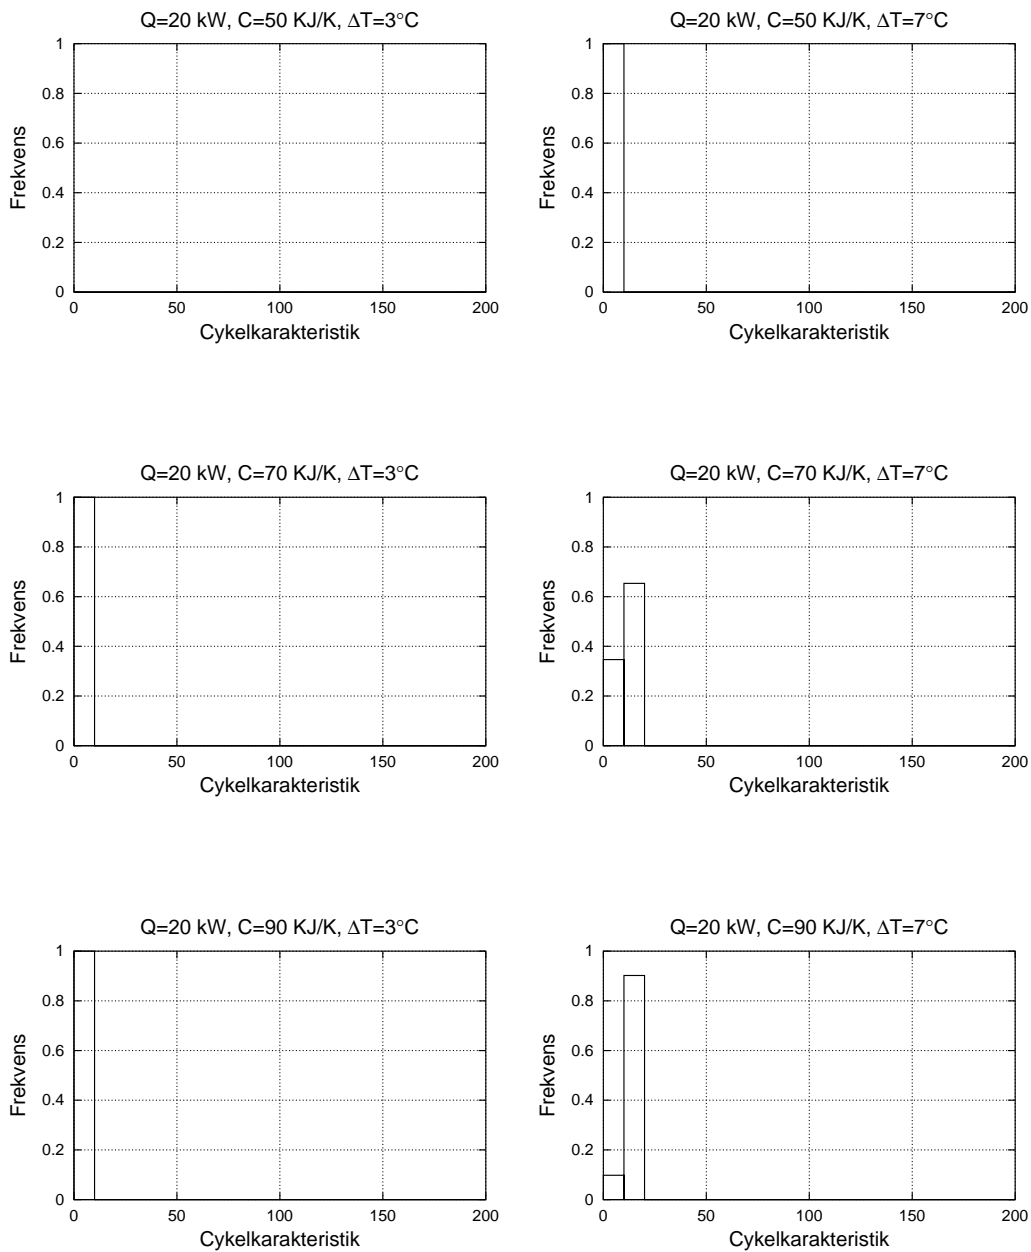 Q=20 kW, C=50 KJ/K, ΔT=3°C
1
0.8
0.6
0.4
0.2
0
0 50 100 150 200
Frekvens
Cykelkarakteristik
Q=20 kW, C=50 KJ/K, ΔT=7°C
1
0.8
0.6
0.4
0.2
0
0 50 100 150 200
Frekvens
Cykelkarakteristik
Q=20 kW, C=70 KJ/K, ΔT=3°C
1
0.8
0.6
0.4
0.2
0
0 50 100 150 200
Frekvens
Cykelkarakteristik
Q=20 kW, C=70 KJ/K, ΔT=7°C
1
0.8
0.6
0.4
0.2
0
0 50 100 150 200
Frekvens
Cykelkarakteristik
Q=20 kW, C=90 KJ/K, ΔT=3°C
1
0.8
0.6
0.4
0.2
0
0 50 100 150 200
Frekvens
Cykelkarakteristik
Q=20 kW, C=90 KJ/K, ΔT=7°C
1
0.8
0.6
0.4
0.2
0
0 50 100 150 200
Frekvens
Cykelkarakteristik